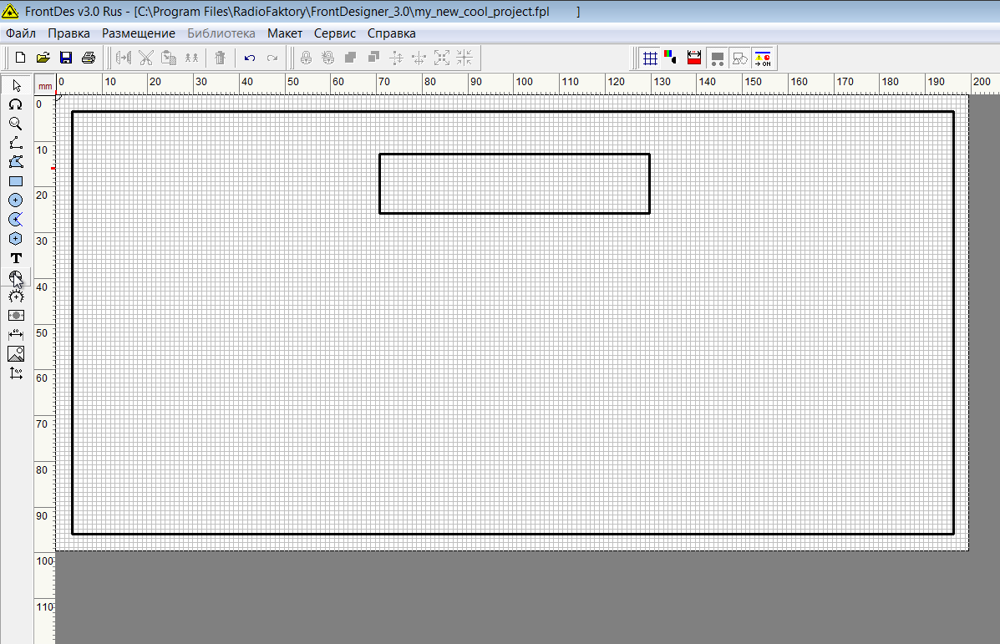 FrontDes v3.0 Rus - [C:\Program Files\RadioFaktory\FrontDesigner_3.0\my_new_cool_project.fpl ]
Файл Правка Размещение Библиотека Макет Сервис Справка
ON
mm 0 10 20 30 40 50 60 70 80 90 100 110 120 130 140 150 160 170 180 190 200
0
10
20
30
T
40
50
60
70
80
90
100
110